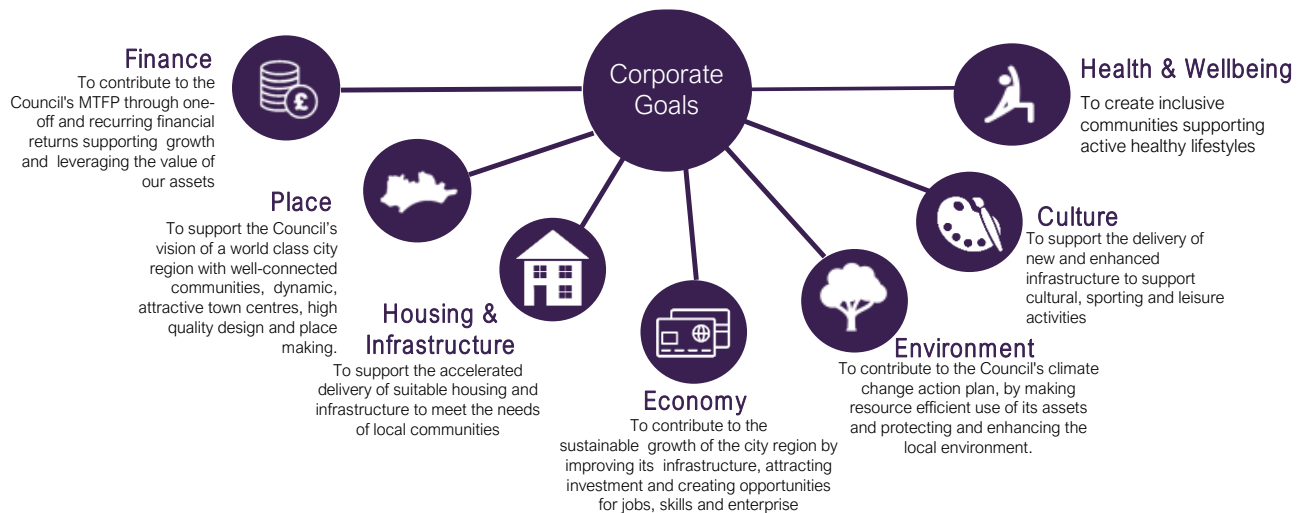 Corporate
Goals
Finance
To contribute to the
Council's MTFP through one-
off and recurring financial
returns supporting growth
and leveraging the value of
our assets
£
Place
To support the Council's
vision of a world class city
region with well-connected
communities, dynamic,
attractive town centres, high
quality design and place
making.
Housing &
Infrastructure
To support the accelerated
delivery of suitable housing and
infrastructure to meet the needs
of local communities
Economy
To contribute to the
sustainable growth of the city region by
improving its infrastructure, attracting
investment and creating opportunities
for jobs, skills and enterprise
Environment
To contribute to the Council's climate
change action plan, by making
resource efficient use of its assets
and protecting and enhancing the
local environment.
Culture
To support the delivery of
new and enhanced
infrastructure to support
cultural, sporting and leisure
activities
Health & Wellbeing
To create inclusive
communities supporting
active healthy lifestyles